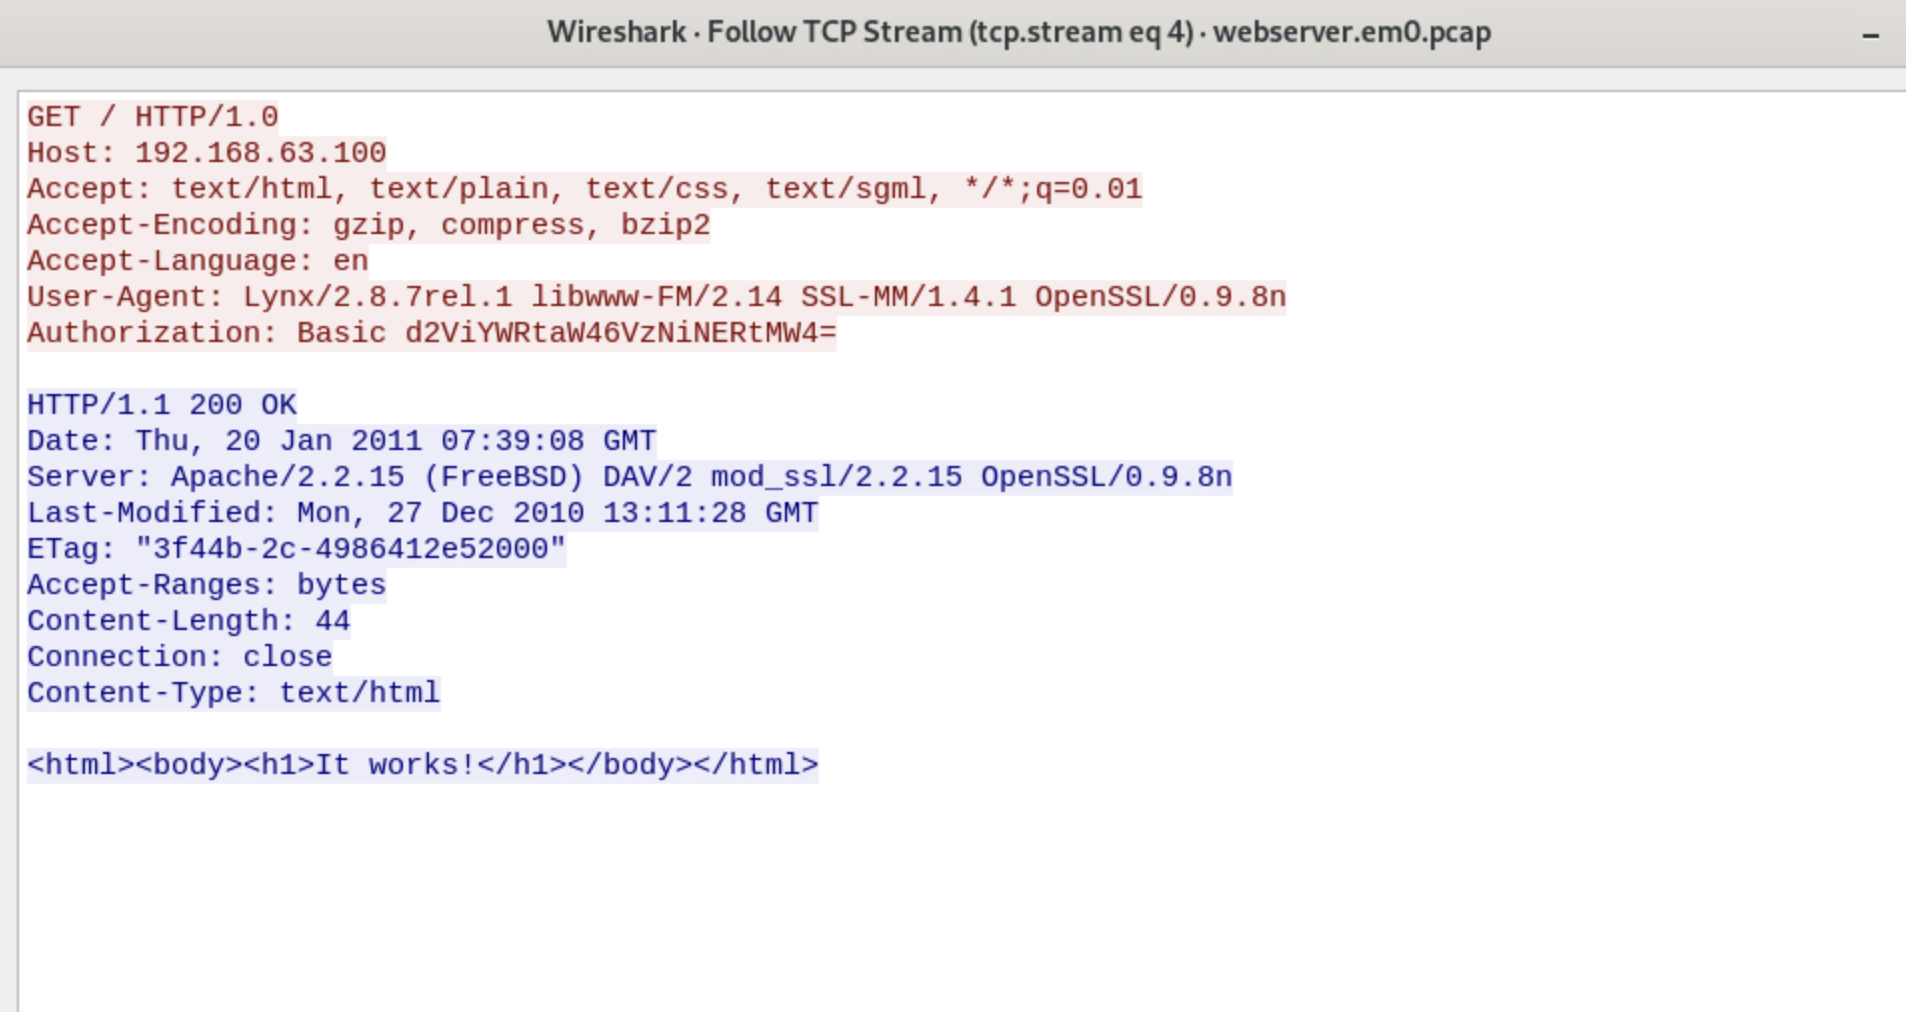 Wireshark · Follow TCP Stream (tcp.stream eq 4) · webserver.em0.pcap
GET / HTTP/1.0
Host: 192.168.63.100
Accept: text/html, text/plain, text/css, text/sgml, */*;q=0.01
Accept-Encoding: gzip, compress, bzip2
Accept-Language: en
User-Agent: Lynx/2.8.7rel.1 libwww-FM/2.14 SSL-MM/1.4.1 OpenSSL/0.9.8n
Authorization: Basic d2ViYWRtaW46VzNiNERtMW4=
HTTP/1.1 200 OK
Date: Thu, 20 Jan 2011 07:39:08 GMT
Server: Apache/2.2.15 (FreeBSD) DAV/2 mod_ssl/2.2.15 OpenSSL/0.9.8n
Last-Modified: Mon, 27 Dec 2010 13:11:28 GMT
ETag: "3f44b-2c-4986412e52000"
Accept-Ranges: bytes
Content-Length: 44
Connection: close
Content-Type: text/html
<html><body><h1>It works!</h1></body></html>